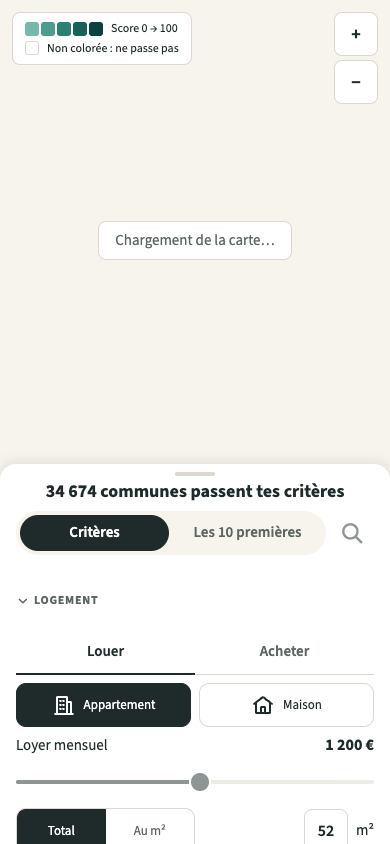 Score 0 → 100
Non colorée : ne passe pas
+
−
Chargement de la carte…
34 674 communes passent tes critères
Critères
Les 10 premières
LOGEMENT
Louer
Acheter
Appartement
Maison
Loyer mensuel
1 200 €
Total
Au m²
52
m²